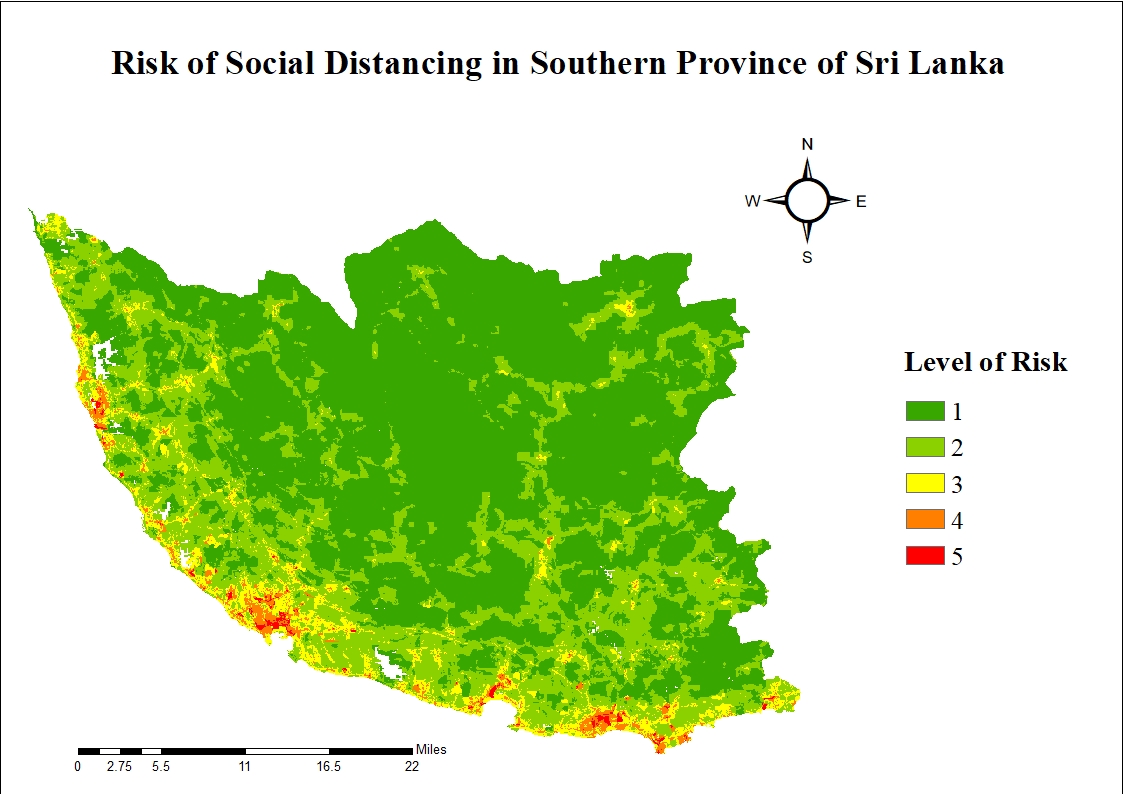 Risk of Social Distancing in Southern Province of Sri Lanka
N
W E
S
Level of Risk
1
2
3
4
5
Miles
0 2.75 5.5 11 16.5 22